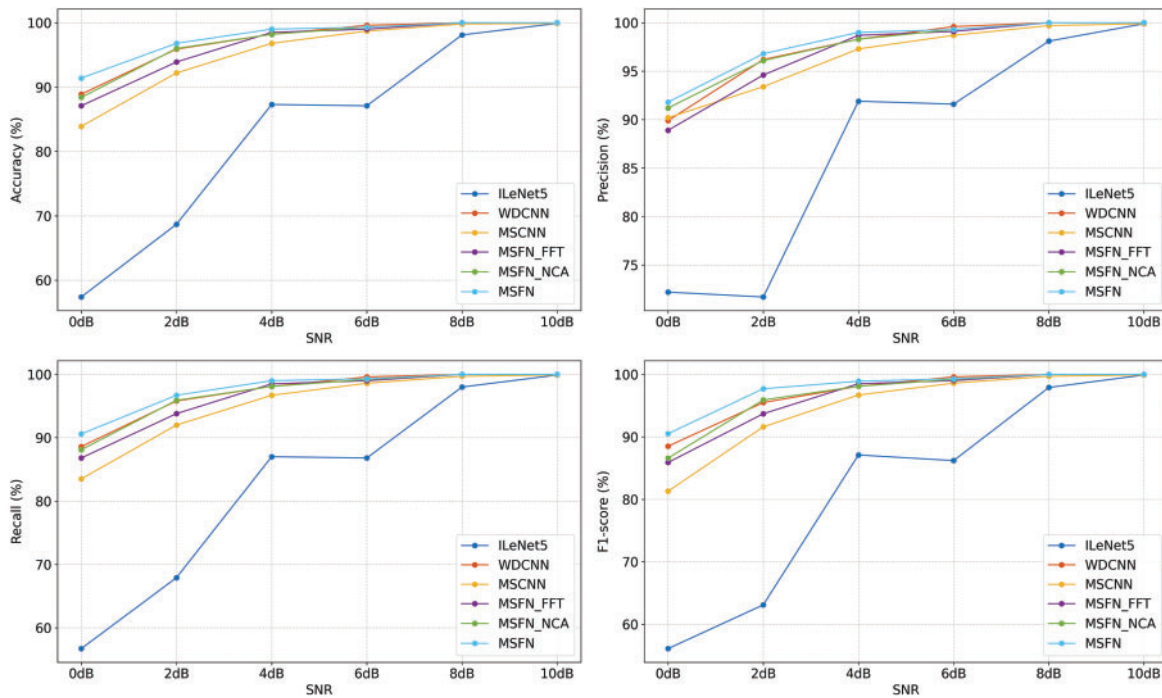 Accuracy (%)
100
90
80
70
60
0dB 2dB 4dB 6dB 8dB 10dB
SNR
ILeNet5
WDCNN
MSCNN
MSFN_FFT
MSFN_NCA
MSFN
Precision (%)
100
95
90
85
80
75
0dB 2dB 4dB 6dB 8dB 10dB
SNR
ILeNet5
WDCNN
MSCNN
MSFN_FFT
MSFN_NCA
MSFN
Recall (%)
100
90
80
70
60
0dB 2dB 4dB 6dB 8dB 10dB
SNR
ILeNet5
WDCNN
MSCNN
MSFN_FFT
MSFN_NCA
MSFN
F1-score (%)
100
90
80
70
60
0dB 2dB 4dB 6dB 8dB 10dB
SNR
ILeNet5
WDCNN
MSCNN
MSFN_FFT
MSFN_NCA
MSFN